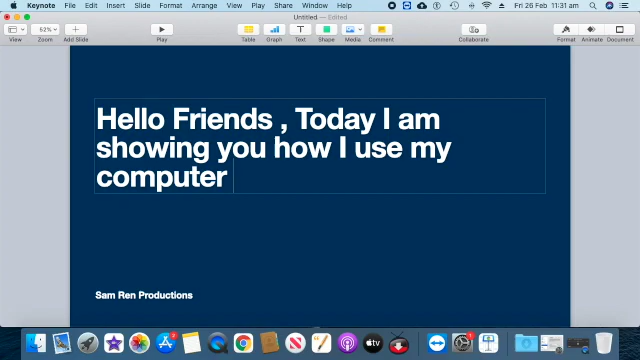 Keynote File Edit Insert Slide Format Arrange View Play Share Window Help Fri 26 Feb 11:31 am
Untitled — Edited
52%
View Zoom Add Slide Play Table Graph Text Shape Media Comment Collaborate Format Animate Document
Hello Friends , Today I am
showing you how I use my
computer
Sam Ren Productions